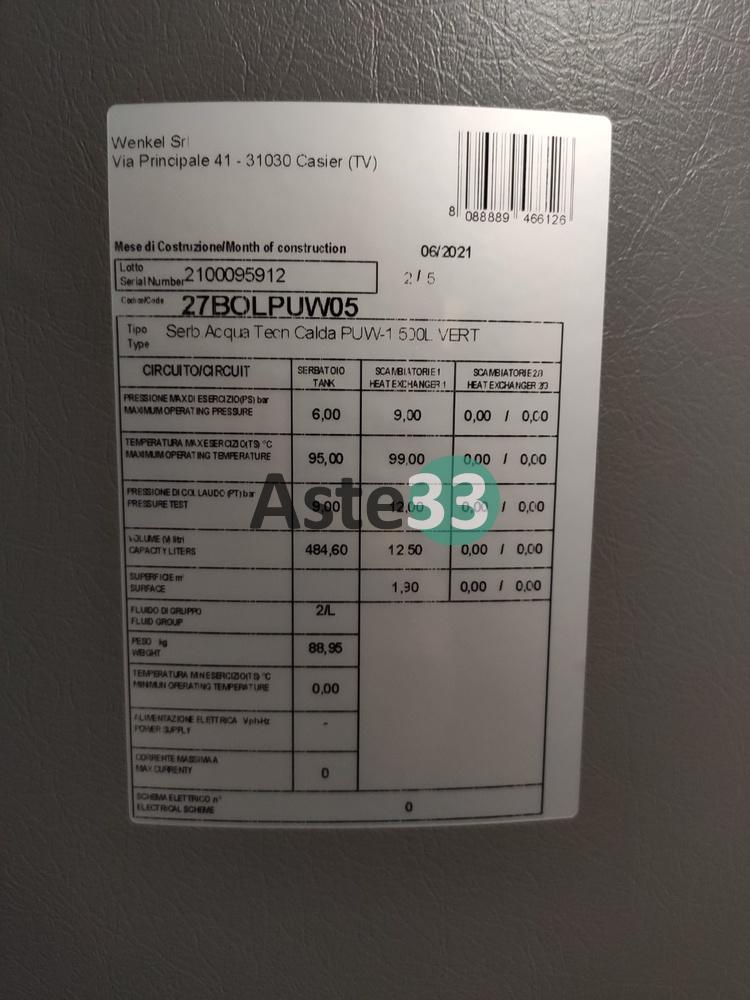 Wenkel Srl
Via Principale 41 - 31030 Casier (TV)
8 088889 466126
Mese di Costruzione/Month of construction 06/2021
Lotto
Serial Number 2100095912 2 / 5
Codice/Code 27BOLPUW05
Tipo Serb Acqua Tecn Calda PUW-1 500L VERT
Type
CIRCUITO/CIRCUIT SERBATOIO SCAMBIATORIE 1 SCAMBIATORIE 2/3
TANK HEAT EXCHANGER 1 HEAT EXCHANGER 2/3
PRESSIONE MAX DI ESERCIZIO(PS) bar
MAXIMUM OPERATING PRESSURE 6,00 9,00 0,00 / 0,00
TEMPERATURA MAX ESERCIZIO(TS) °C
MAXIMUM OPERATING TEMPERATURE 95,00 99,00 0,00 / 0,00
PRESSIONE DI COLLAUDO (PT) bar
PRESSURE TEST 9,00 12,00 0,00 / 0,00
Aste33
VOLUME (V) litri
CAPACITY LITERS 484,60 12,50 0,00 / 0,00
SUPERFICIE m²
SURFACE 1,90 0,00 / 0,00
FLUIDO DI GRUPPO 2/L
FLUID GROUP
PESO kg
WEIGHT 88,95
TEMPERATURA MIN ESERCIZIO(TS) °C
MINIMUN OPERATING TEMPERATURE 0,00
ALIMENTAZIONE ELETTRICA V/ph/Hz -
POWER SUPPLY
CORRENTE MASSIMA A
MAX CURRENTY 0
SCHEMA ELETTRICO n° 0
ELECTRICAL SCHEME